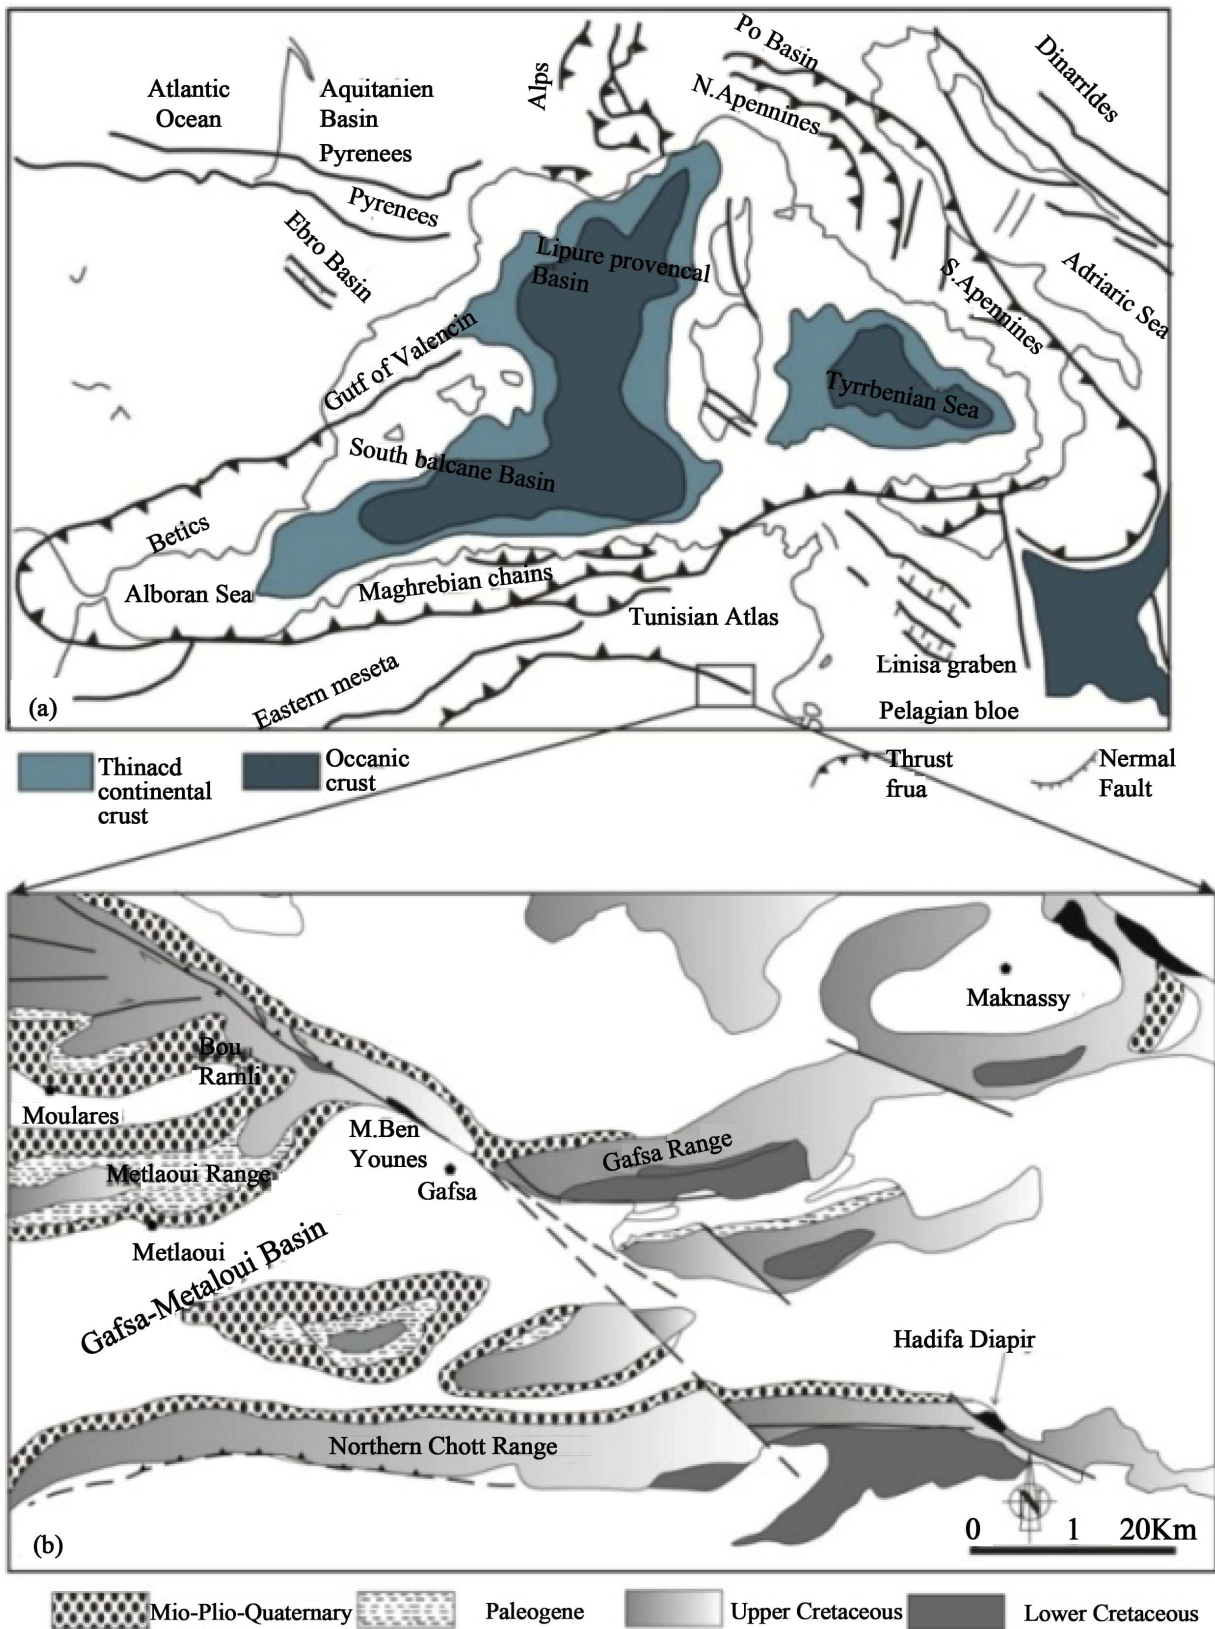 Atlantic
Ocean
Aquitanien
Basin
Pyrenees
Pyrenees
Ebro Basin
Alps
Po Basin
N.Apennines
Dinarrldes
Adriaric Sea
S.Apennines
Lipure provencal
Basin
Gutf of Valencin
Tyrrbenian Sea
South balcane Basin
Betics
Alboran Sea
Maghrebian chains
Tunisian Atlas
Eastern meseta
Linisa graben
Pelagian bloe
(a)
Thinacd
continental
crust
Occanic
crust
Thrust
frua
Nermal
Fault
Maknassy
Bou
Ramli
Moulares
M.Ben
Younes
Gafsa
Gafsa Range
Metlaoui Range
Metlaoui
Gafsa-Metaloui Basin
Hadifa Diapir
Northern Chott Range
N
0 1 20Km
(b)
Mio-Plio-Quaternary
Paleogene
Upper Cretaceous
Lower Cretaceous